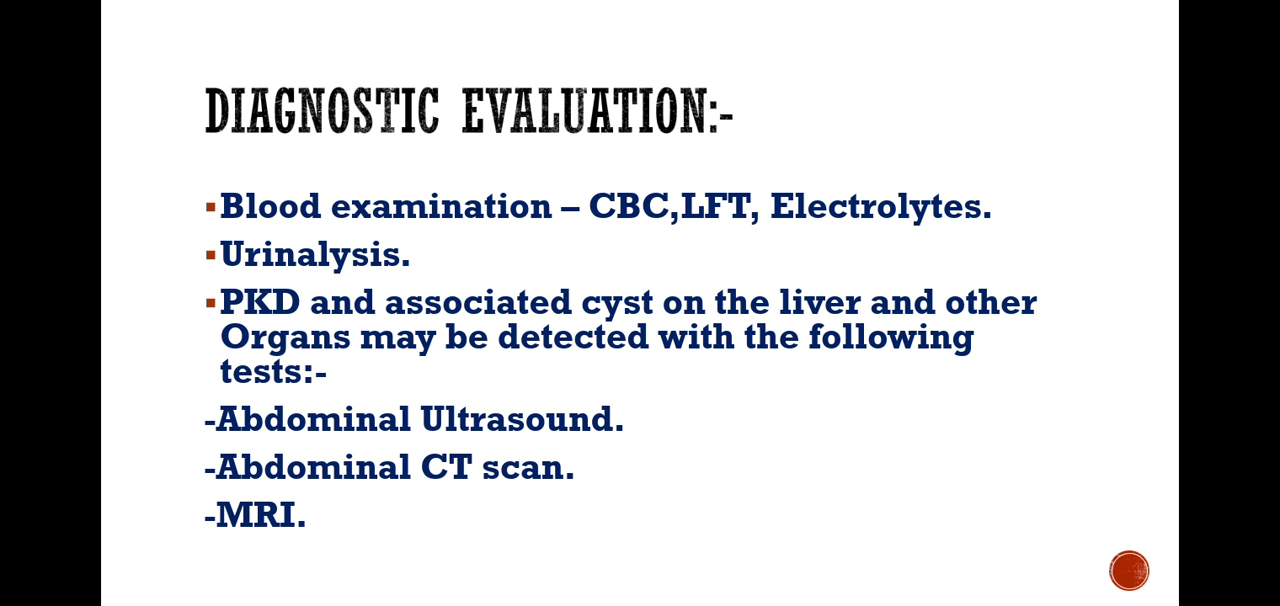 DIAGNOSTIC EVALUATION:-
▪Blood examination – CBC,LFT, Electrolytes.
▪Urinalysis.
▪PKD and associated cyst on the liver and other
Organs may be detected with the following
tests:-
-Abdominal Ultrasound.
-Abdominal CT scan.
-MRI.